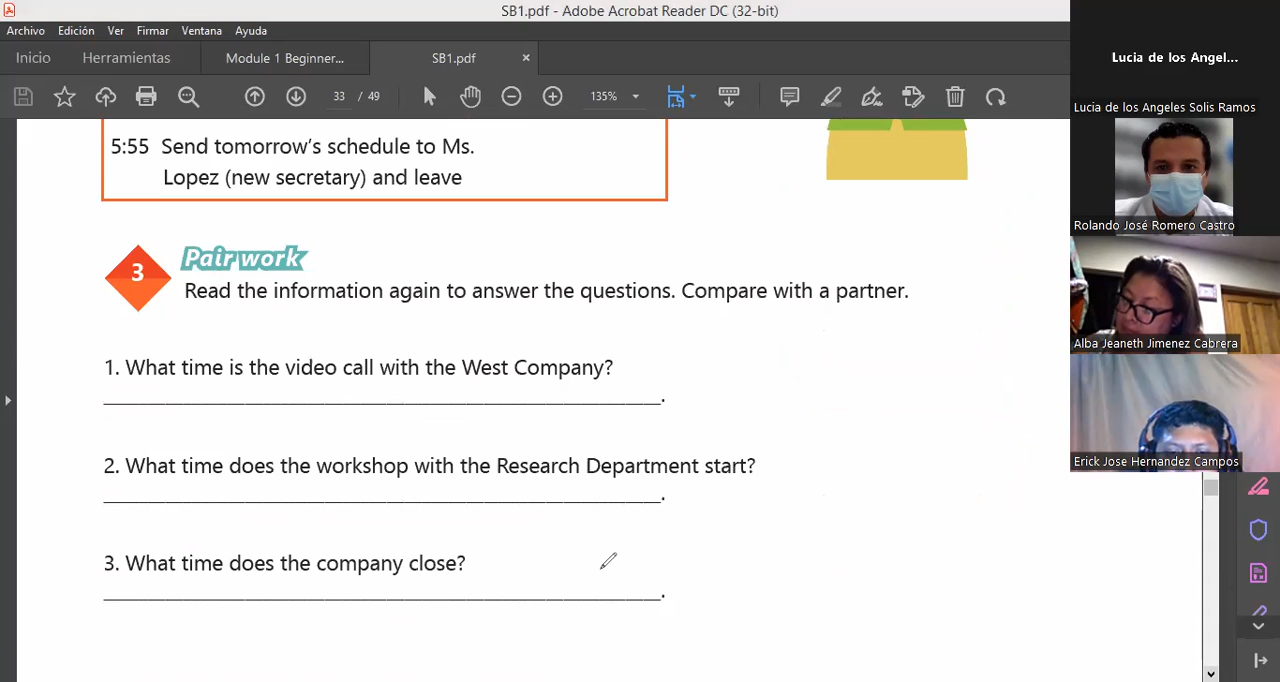 SB1.pdf - Adobe Acrobat Reader DC (32-bit)
Archivo Edición Ver Firmar Ventana Ayuda
Inicio Herramientas Module 1 Beginner... SB1.pdf ×
33 / 49 135%
5:55 Send tomorrow's schedule to Ms.
Lopez (new secretary) and leave
3 Pair work
Read the information again to answer the questions. Compare with a partner.
1. What time is the video call with the West Company?
_____________________________________________.
2. What time does the workshop with the Research Department start?
_____________________________________________.
3. What time does the company close?
_____________________________________________.
Lucia de los Angel...
Lucia de los Angeles Solis Ramos
Rolando José Romero Castro
Alba Jeaneth Jimenez Cabrera
Erick Jose Hernandez Campos